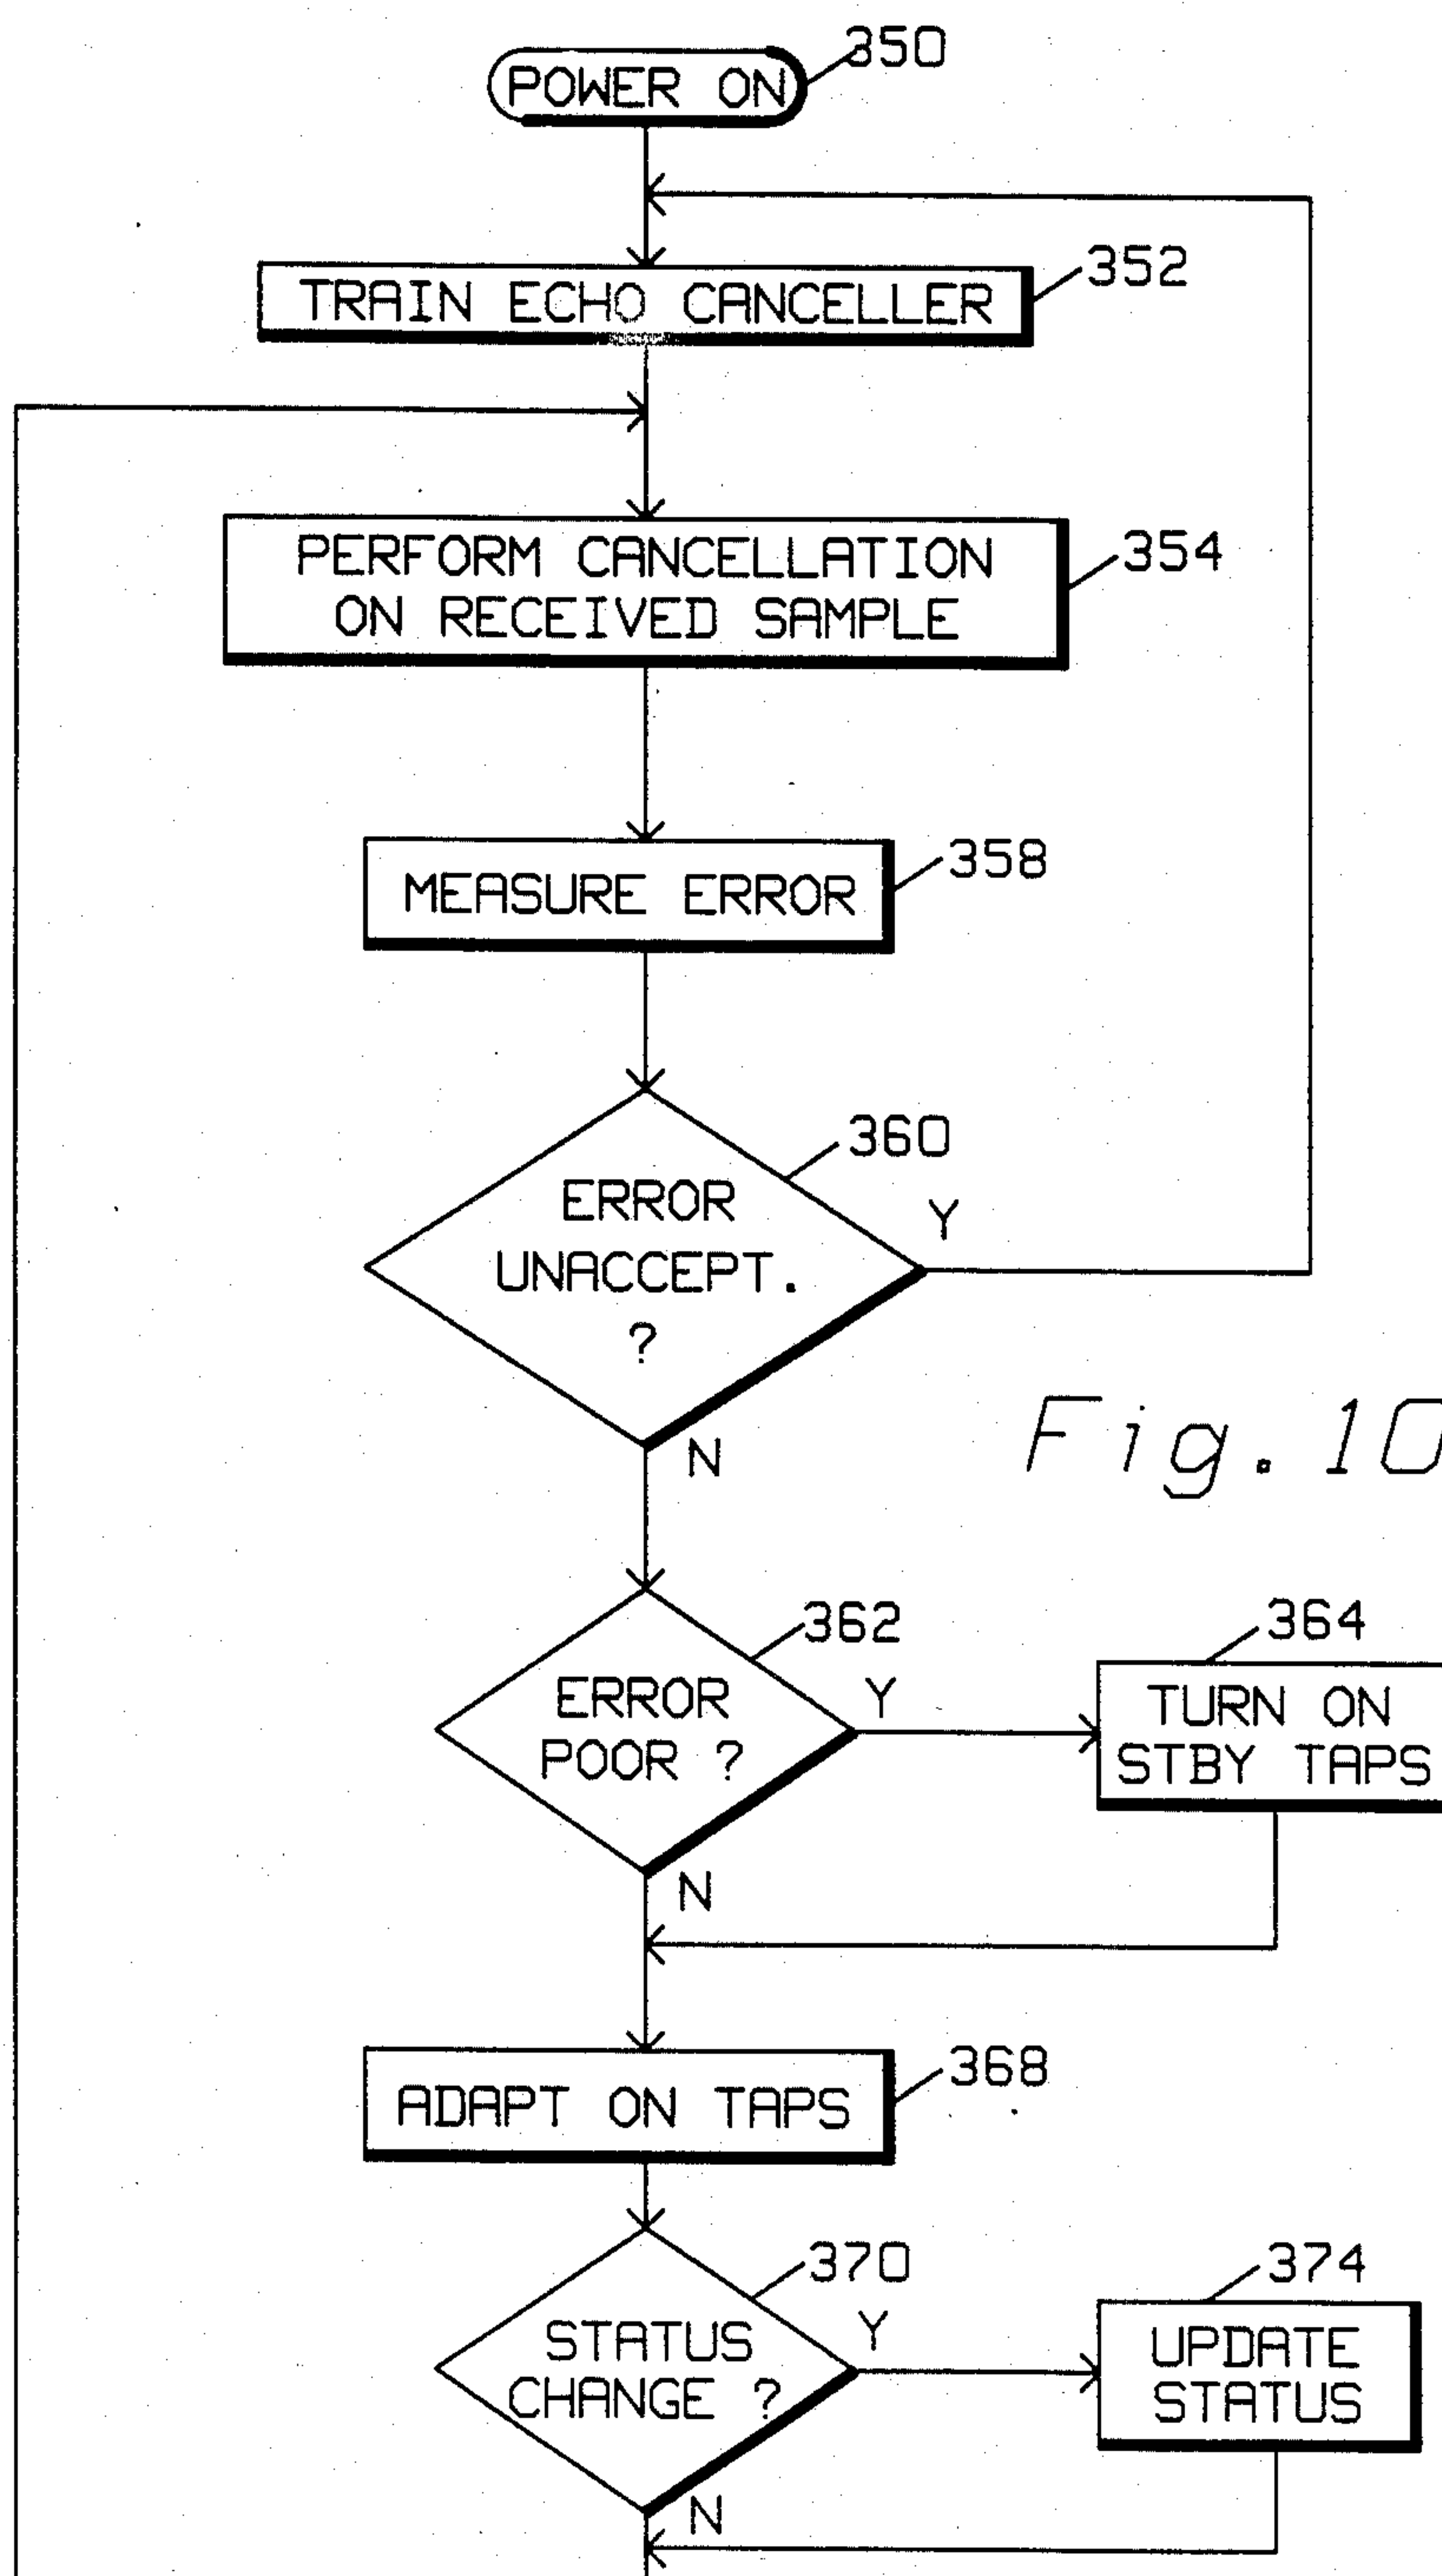 350
POWER ON
352
TRAIN ECHO CANCELLER
354
PERFORM CANCELLATION
ON RECEIVED SAMPLE
358
MEASURE ERROR
360
ERROR
UNACCEPT.
?
Y
N
Fig. 10
362
ERROR
POOR ?
Y
N
364
TURN ON
STBY TAPS
368
ADAPT ON TAPS
370
STATUS
CHANGE ?
Y
N
374
UPDATE
STATUS